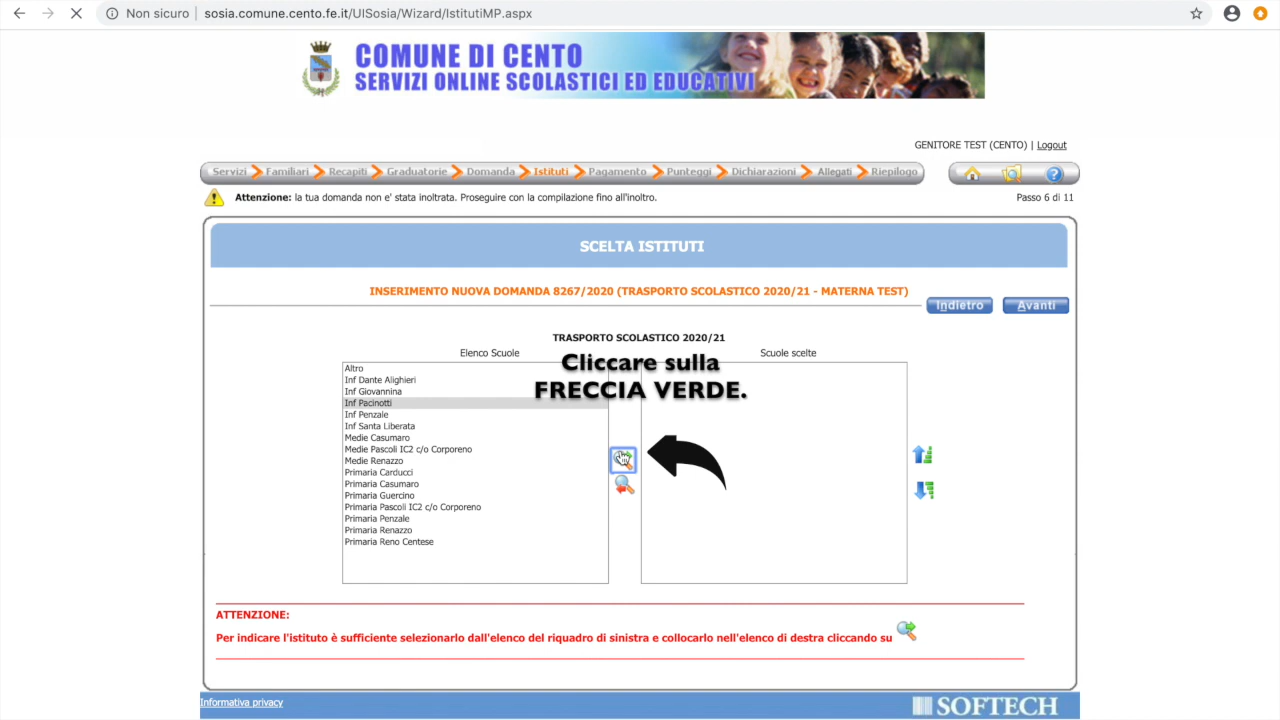 Non sicuro | sosia.comune.cento.fe.it/UISosia/Wizard/IstitutiMP.aspx
COMUNE DI CENTO
SERVIZI ONLINE SCOLASTICI ED EDUCATIVI
GENITORE TEST (CENTO) | Logout
Servizi Familiari Recapiti Graduatorie Domanda Istituti Pagamento Punteggi Dichiarazioni Allegati Riepilogo
Attenzione: la tua domanda non e' stata inoltrata. Proseguire con la compilazione fino all'inoltro.
Passo 6 di 11
SCELTA ISTITUTI
INSERIMENTO NUOVA DOMANDA 8267/2020 (TRASPORTO SCOLASTICO 2020/21 - MATERNA TEST)
Indietro
Avanti
TRASPORTO SCOLASTICO 2020/21
Elenco Scuole
Scuole scelte
Cliccare sulla
FRECCIA VERDE.
Altro
Inf Dante Alighieri
Inf Giovannina
Inf Pacinotti
Inf Penzale
Inf Santa Liberata
Medie Casumaro
Medie Pascoli IC2 c/o Corporeno
Medie Renazzo
Primaria Carducci
Primaria Casumaro
Primaria Guercino
Primaria Pascoli IC2 c/o Corporeno
Primaria Penzale
Primaria Renazzo
Primaria Reno Centese
ATTENZIONE:
Per indicare l'istituto è sufficiente selezionarlo dall'elenco del riquadro di sinistra e collocarlo nell'elenco di destra cliccando su
Informativa privacy
SOFTECH